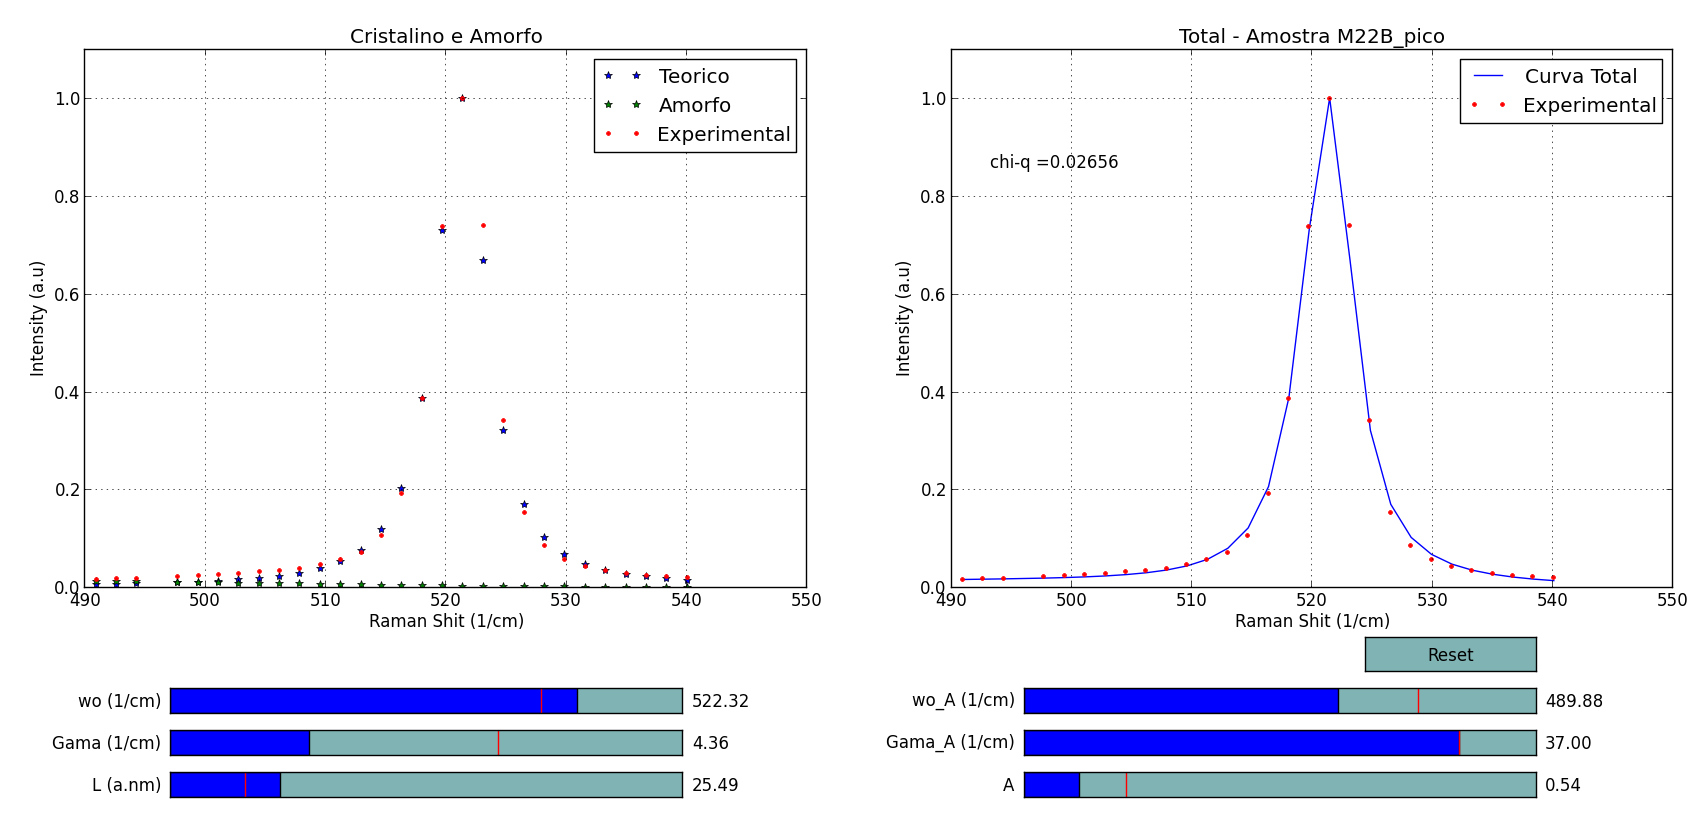 Cristalino e Amorfo
Teorico
Amorfo
Experimental
Intensity (a.u)
1.0
0.8
0.6
0.4
0.2
0.0
490 500 510 520 530 540 550
Raman Shit (1/cm)
Total - Amostra M22B_pico
Curva Total
Experimental
chi-q =0.02656
Intensity (a.u)
1.0
0.8
0.6
0.4
0.2
0.0
490 500 510 520 530 540 550
Raman Shit (1/cm)
Reset
wo (1/cm) 522.32
Gama (1/cm) 4.36
L (a.nm) 25.49
wo_A (1/cm) 489.88
Gama_A (1/cm) 37.00
A 0.54